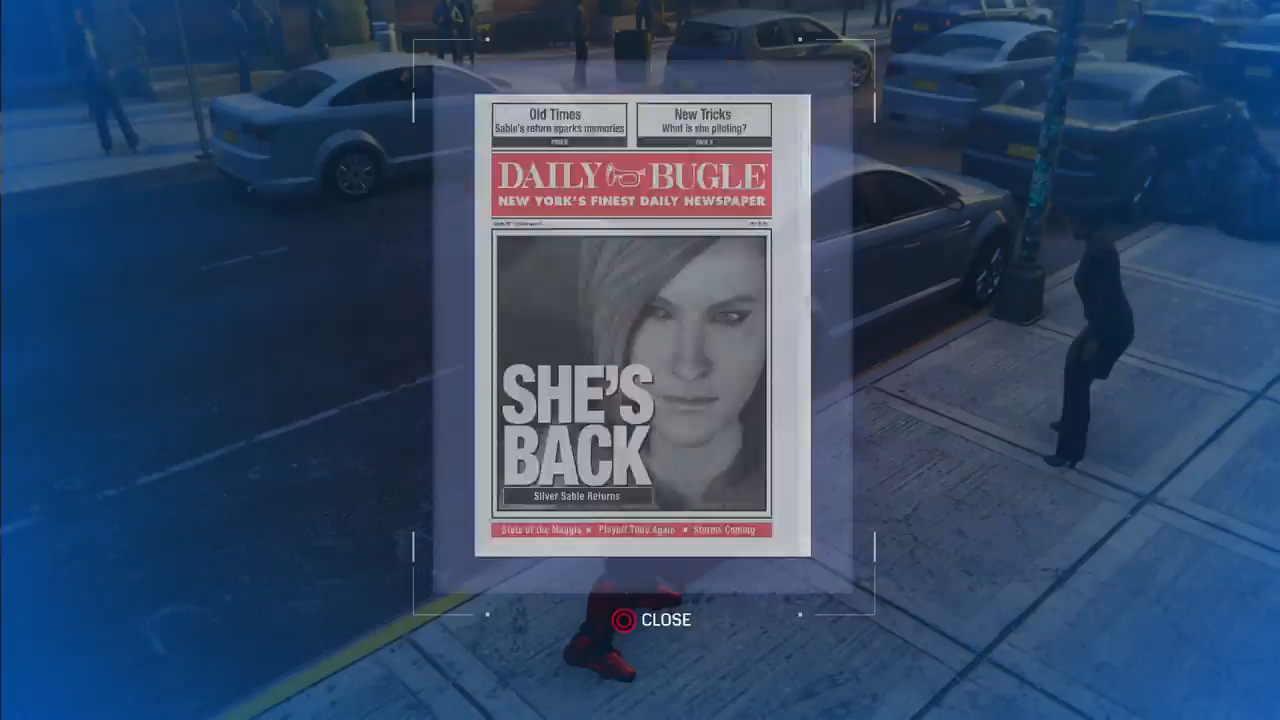 Old Times
Sable's return sparks memories
New Tricks
What is she piloting?
DAILY BUGLE
NEW YORK'S FINEST DAILY NEWSPAPER
SHE'S
BACK
Silver Sable Returns
State of the Maggia ▪ Playoff Time Again ▪ Storms Coming
CLOSE